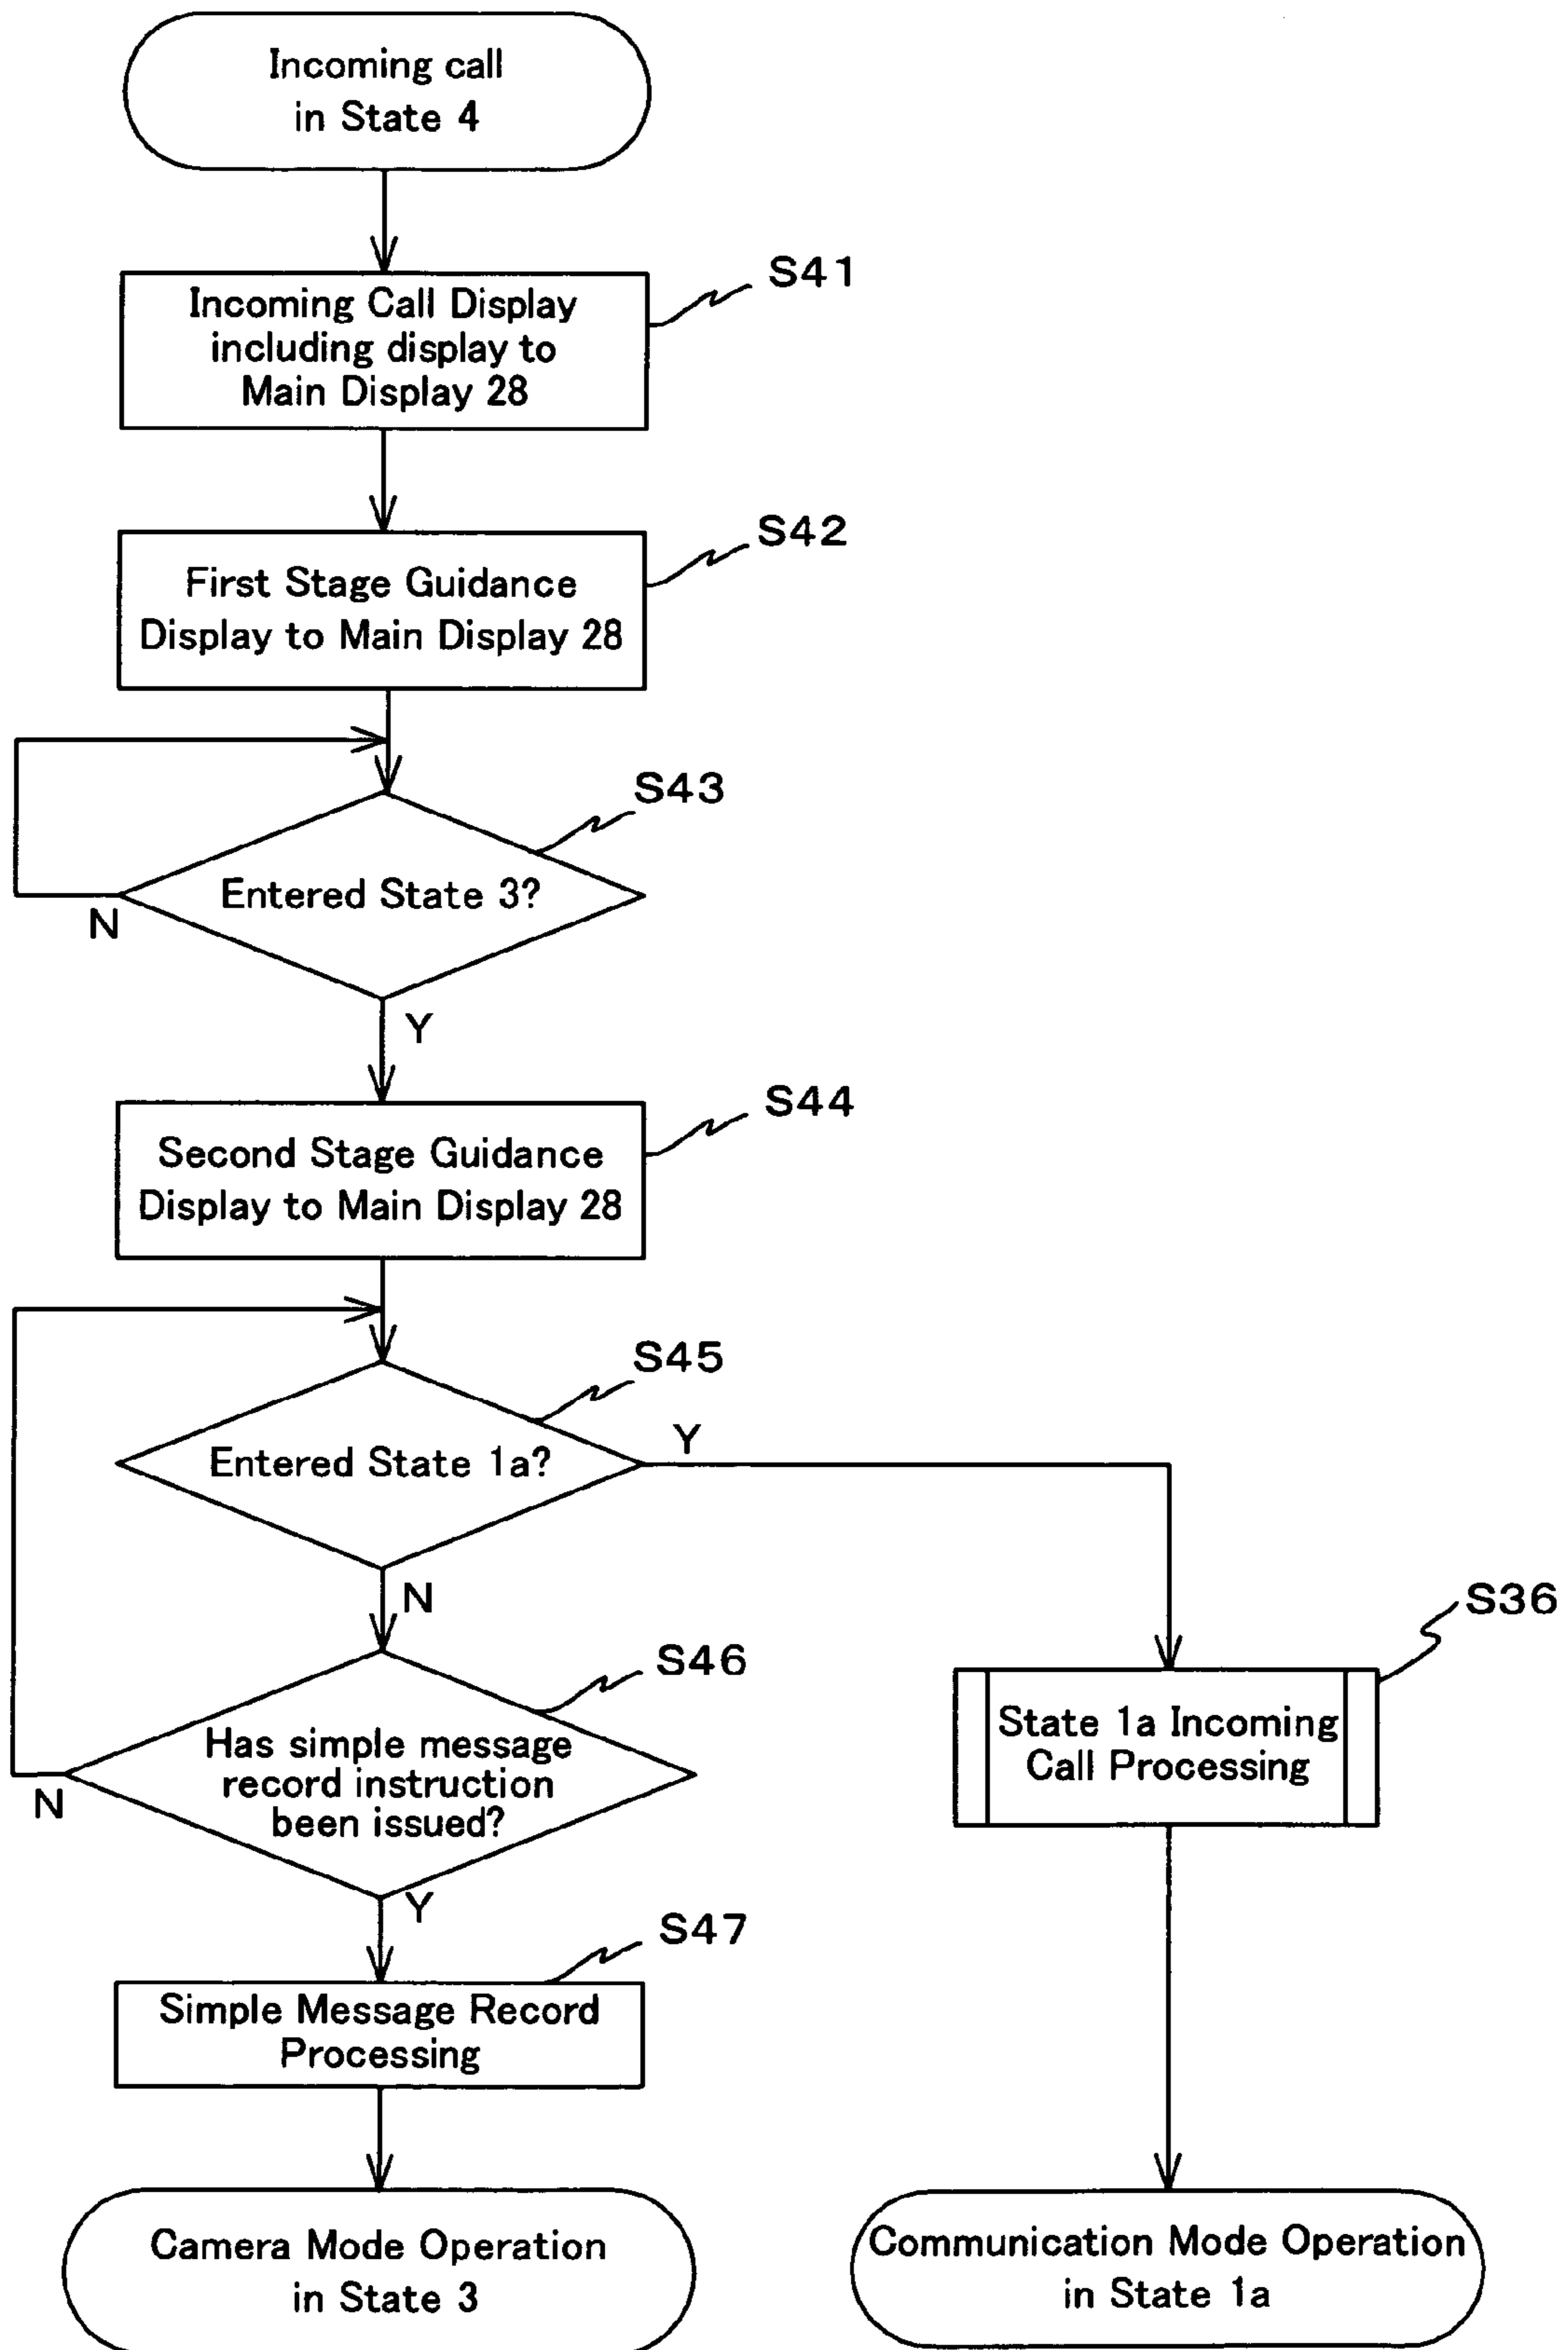 Incoming call
in State 4
S41
Incoming Call Display
including display to
Main Display 28
S42
First Stage Guidance
Display to Main Display 28
S43
Entered State 3?
N
Y
S44
Second Stage Guidance
Display to Main Display 28
S45
Entered State 1a?
Y
N
S36
State 1a Incoming
Call Processing
S46
Has simple message
record instruction
been issued?
N
Y
S47
Simple Message Record
Processing
Camera Mode Operation
in State 3
Communication Mode Operation
in State 1a